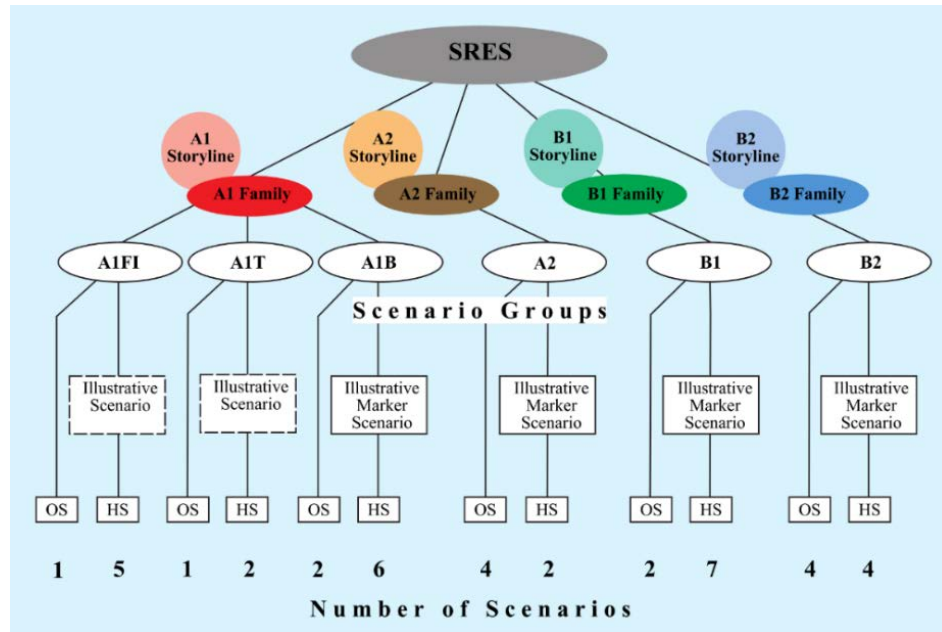 SRES
A1
Storyline
A2
Storyline
B1
Storyline
B2
Storyline
A1 Family
A2 Family
B1 Family
B2 Family
A1FI
A1T
A1B
A2
B1
B2
Scenario Groups
Illustrative
Scenario
Illustrative
Scenario
Illustrative
Marker
Scenario
Illustrative
Marker
Scenario
Illustrative
Marker
Scenario
Illustrative
Marker
Scenario
OS HS OS HS OS HS OS HS OS HS OS HS
1 5 1 2 2 6 4 2 2 7 4 4
Number of Scenarios